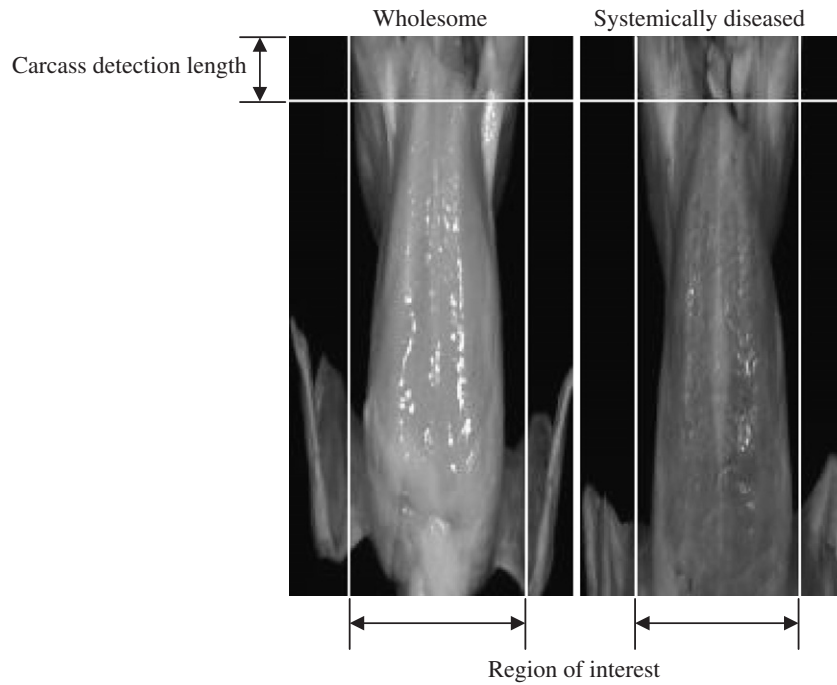 Wholesome
Systemically diseased
Carcass detection length
Region of interest